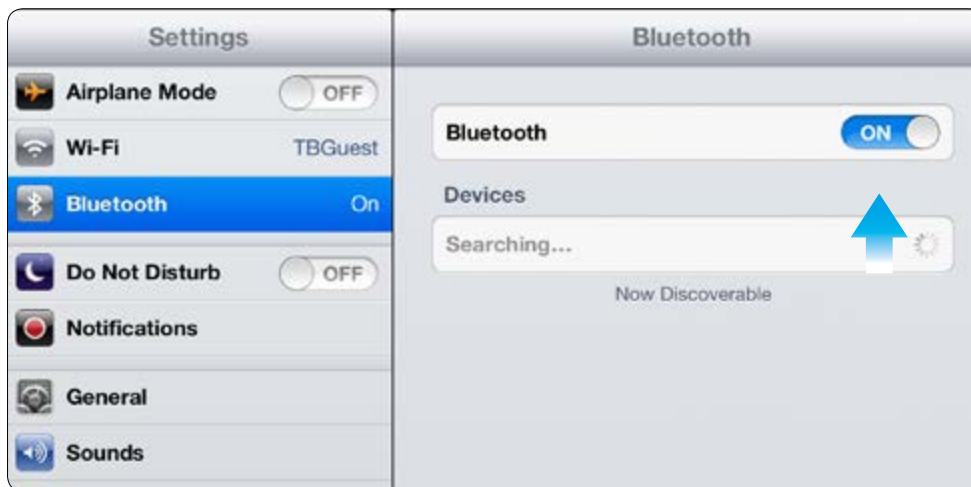 Settings
Airplane Mode OFF
Wi-Fi TBGuest
Bluetooth On
Do Not Disturb OFF
Notifications
General
Sounds
Bluetooth
Bluetooth ON
Devices
Searching...
Now Discoverable